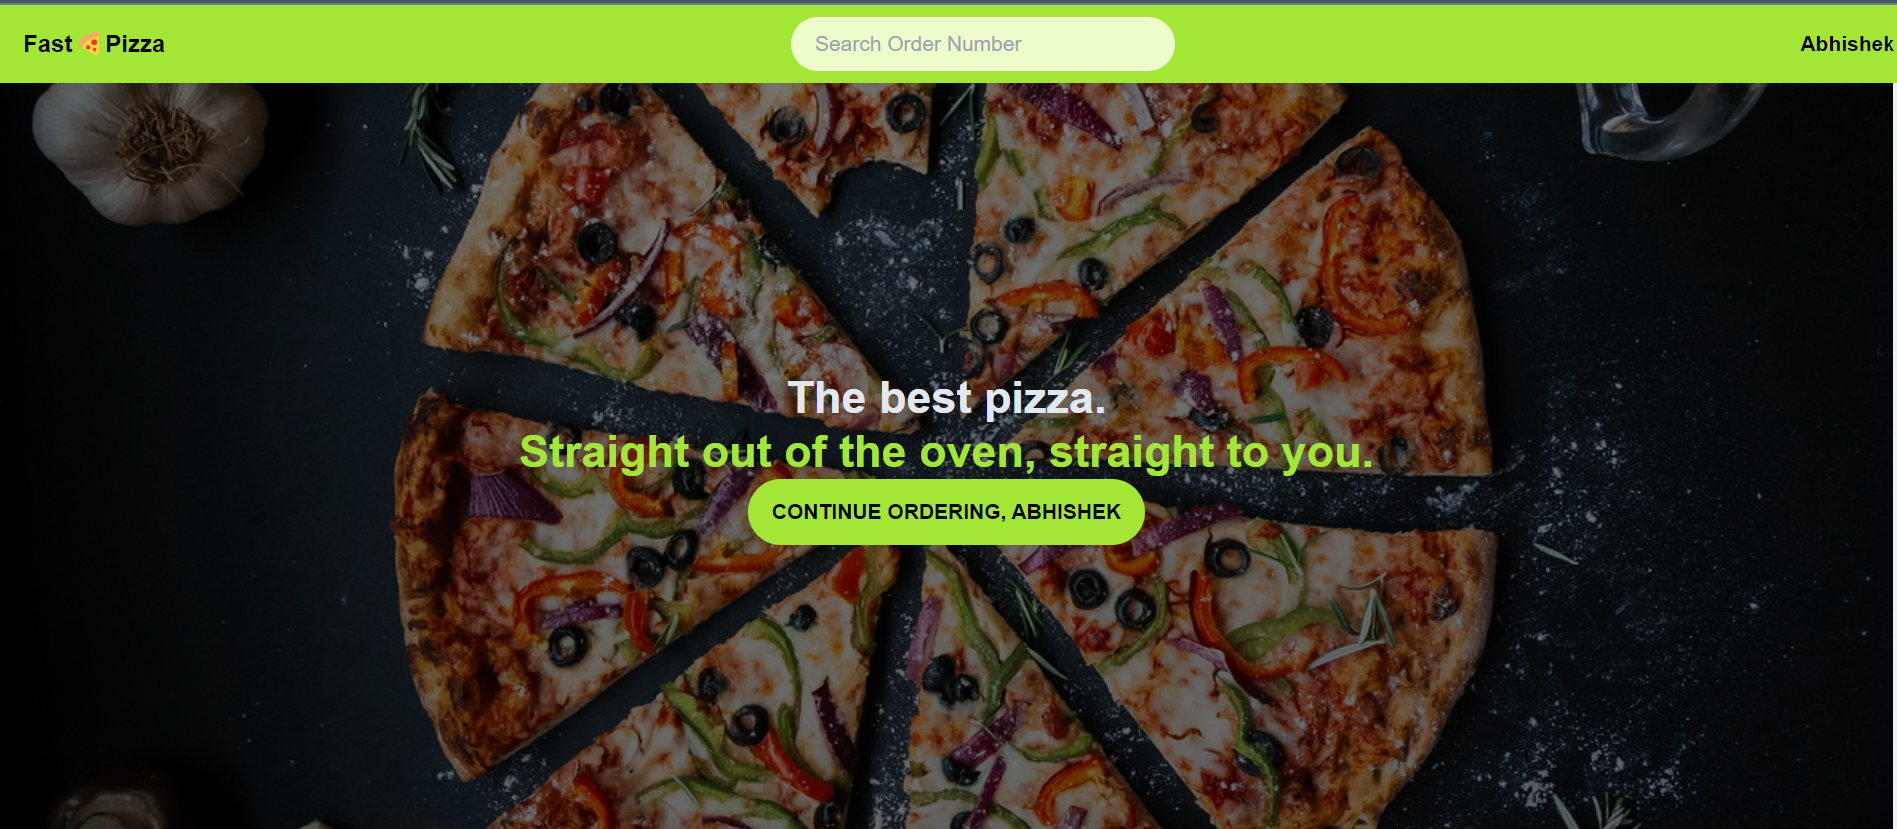 Fast🍕Pizza
Search Order Number
Abhishek
The best pizza.
Straight out of the oven, straight to you.
CONTINUE ORDERING, ABHISHEK